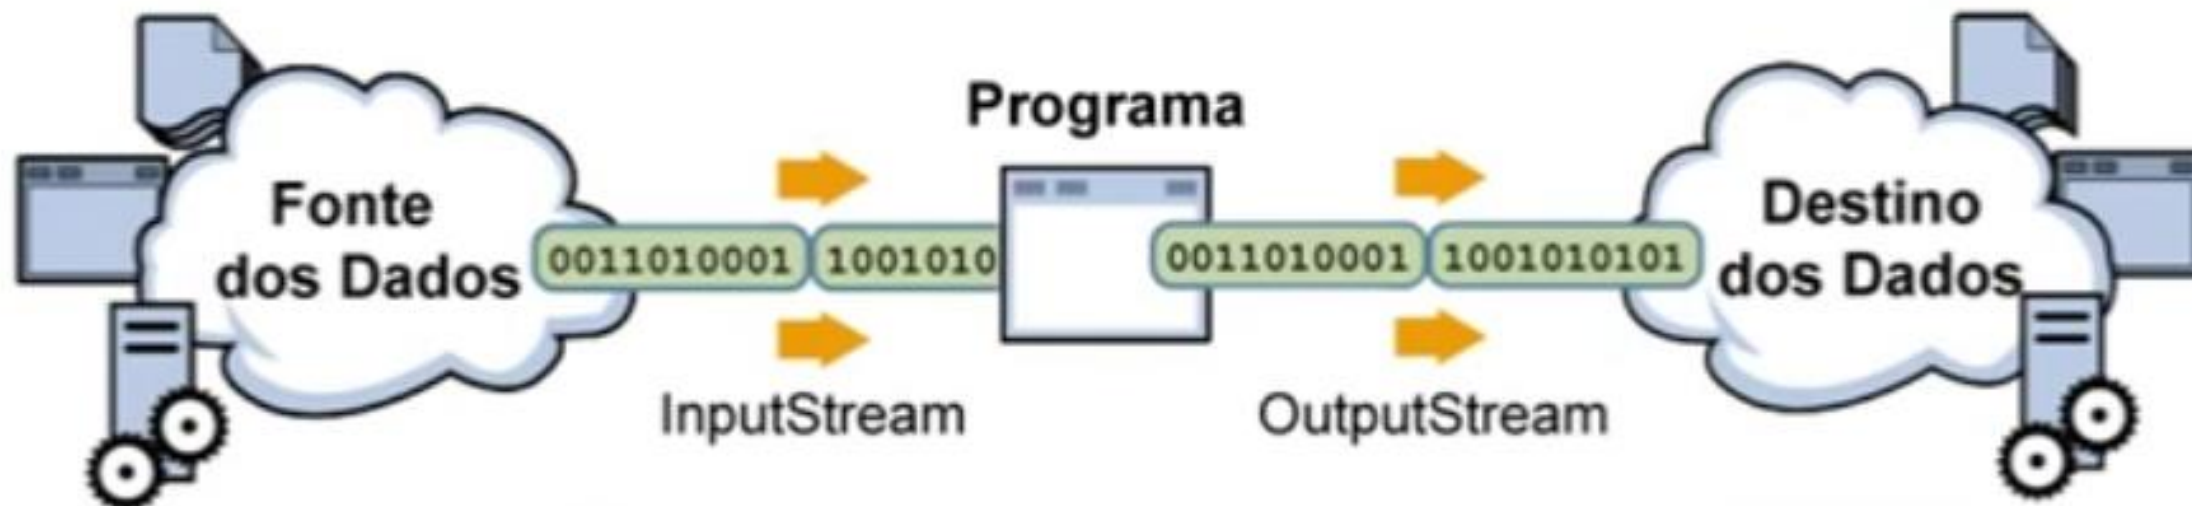 Programa
Fonte
dos Dados
0011010001 1001010
0011010001 1001010101
Destino
dos Dados
InputStream
OutputStream